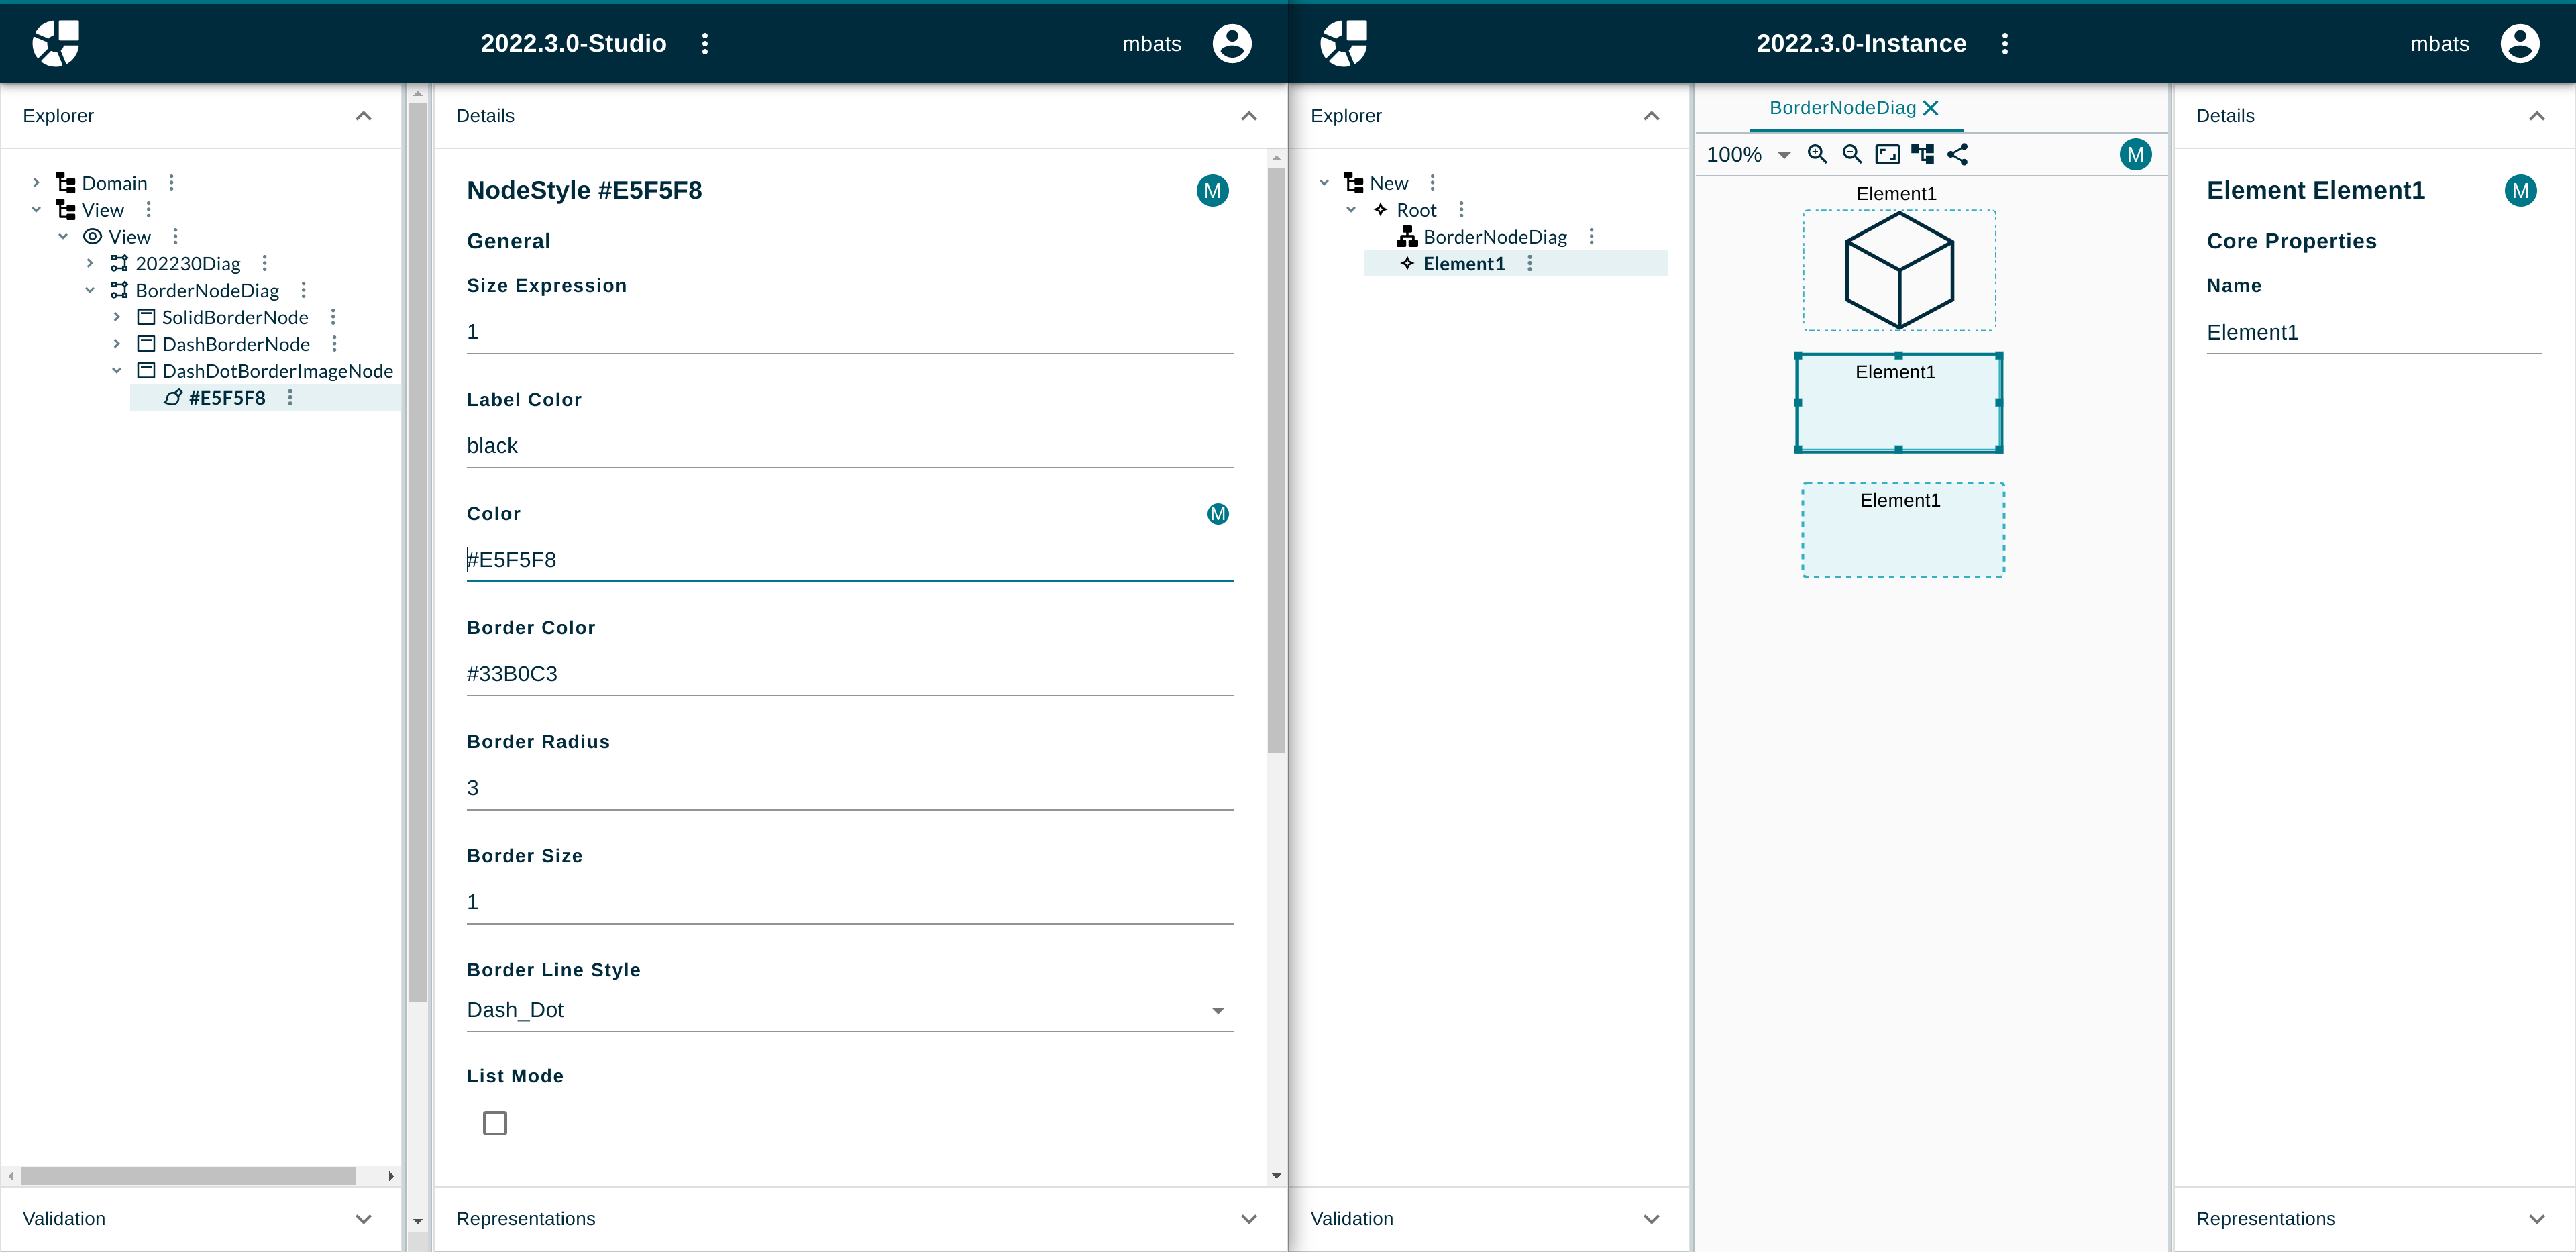 2022.3.0-Studio
mbats
Explorer
Domain
View
View
202230Diag
BorderNodeDiag
SolidBorderNode
DashBorderNode
DashDotBorderImageNode
#E5F5F8
Validation
Details
NodeStyle #E5F5F8
M
General
Size Expression
1
Label Color
black
Color
M
#E5F5F8
Border Color
#33B0C3
Border Radius
3
Border Size
1
Border Line Style
Dash_Dot
List Mode
Representations
2022.3.0-Instance
mbats
Explorer
New
Root
BorderNodeDiag
Element1
Validation
BorderNodeDiag
100%
M
Element1
Element1
Element1
Details
Element Element1
M
Core Properties
Name
Element1
Representations